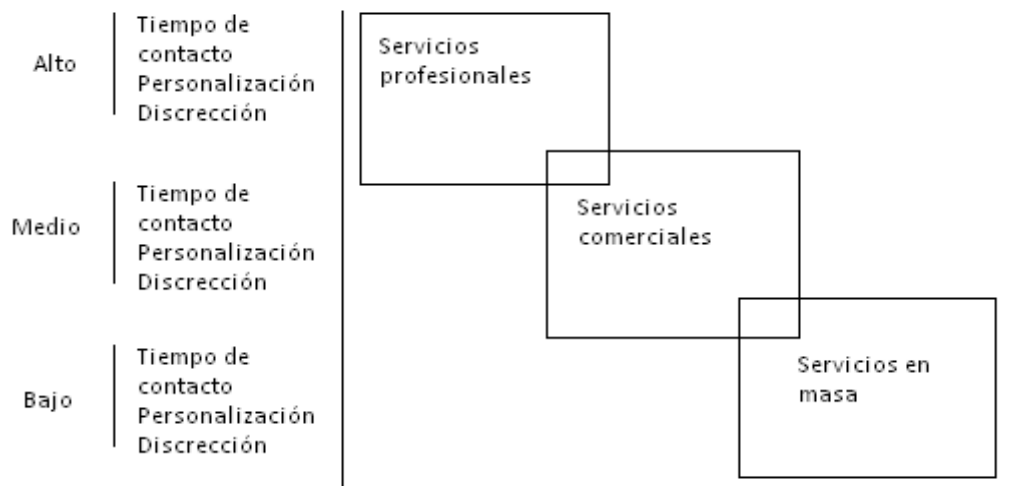 Alto
Tiempo de
contacto
Personalización
Discrección
Servicios
profesionales
Medio
Tiempo de
contacto
Personalización
Discrección
Servicios
comerciales
Bajo
Tiempo de
contacto
Personalización
Discrección
Servicios en
masa